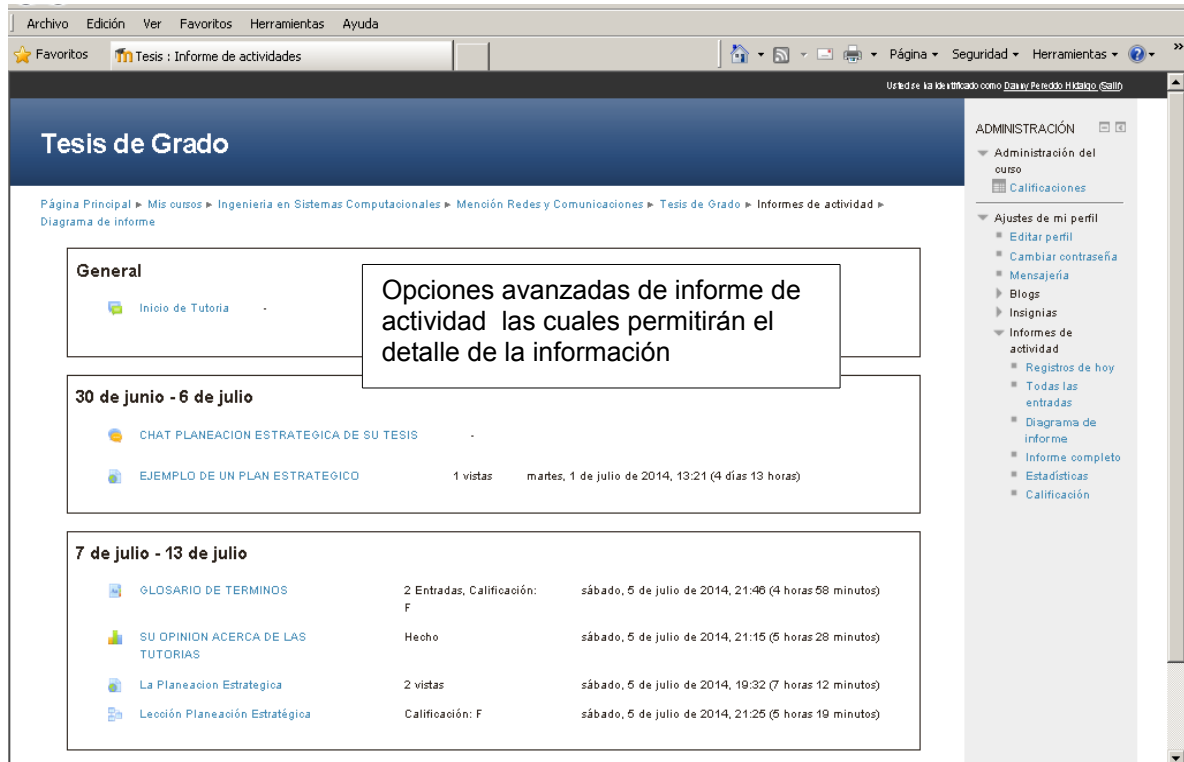 Archivo Edición Ver Favoritos Herramientas Ayuda
Favoritos Tesis : Informe de actividades Página Seguridad Herramientas
Usted se ha identificado como Danny Pereddo Hidalgo (Salir)
Tesis de Grado
Página Principal ► Mis cursos ► Ingenieria en Sistemas Computacionales ► Mención Redes y Comunicaciones ► Tesis de Grado ► Informes de actividad ►
Diagrama de informe
General
Inicio de Tutoria -
Opciones avanzadas de informe de
actividad las cuales permitirán el
detalle de la información
30 de junio - 6 de julio
CHAT PLANEACION ESTRATEGICA DE SU TESIS -
EJEMPLO DE UN PLAN ESTRATEGICO 1 vistas martes, 1 de julio de 2014, 13:21 (4 días 13 horas)
7 de julio - 13 de julio
GLOSARIO DE TERMINOS 2 Entradas, Calificación: sábado, 5 de julio de 2014, 21:46 (4 horas 58 minutos)
F
SU OPINION ACERCA DE LAS Hecho sábado, 5 de julio de 2014, 21:15 (5 horas 28 minutos)
TUTORIAS
La Planeacion Estrategica 2 vistas sábado, 5 de julio de 2014, 19:32 (7 horas 12 minutos)
Lección Planeación Estratégica Calificación: F sábado, 5 de julio de 2014, 21:25 (5 horas 19 minutos)
ADMINISTRACIÓN
Administración del
curso
Calificaciones
Ajustes de mi perfil
Editar perfil
Cambiar contraseña
Mensajería
Blogs
Insignias
Informes de
actividad
Registros de hoy
Todas las
entradas
Diagrama de
informe
Informe completo
Estadísticas
Calificación